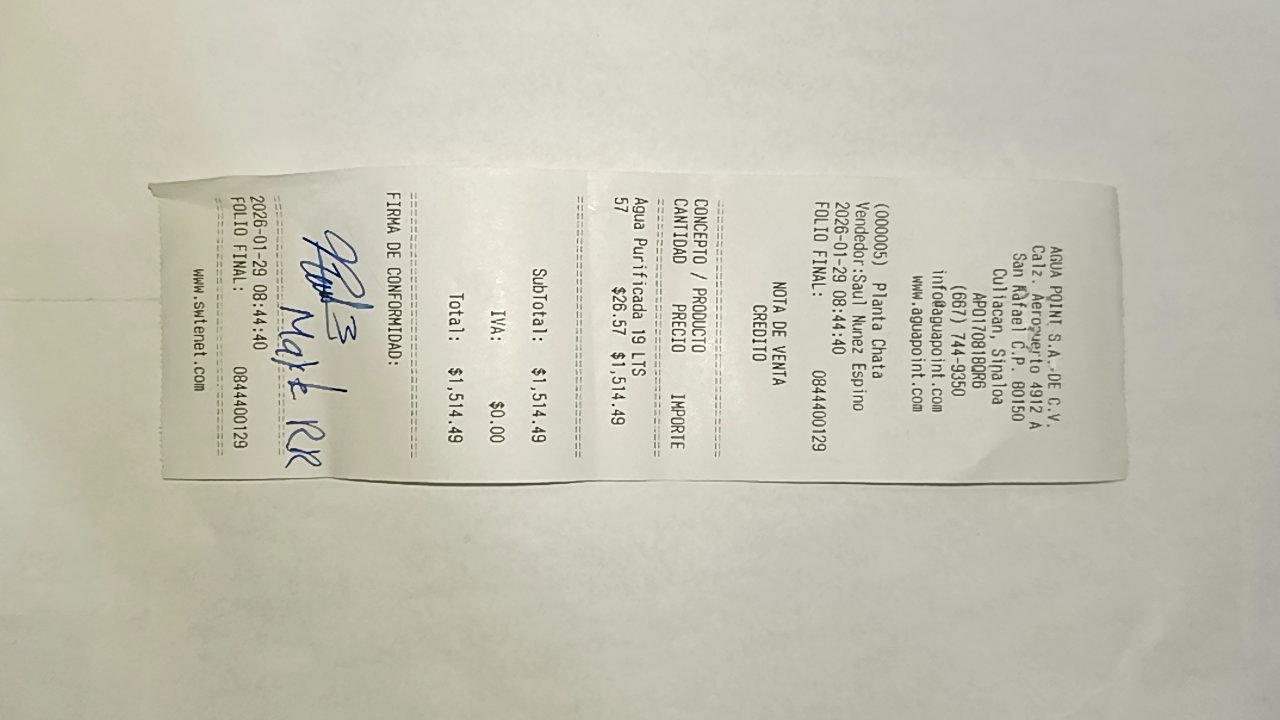 AGUA POINT S.A. DE C.V.
Calz. Aeropuerto 4912 A
San Rafael C.P. 80150
Culiacan, Sinaloa
APO170818QR6
(667) 744-9350
info@aguapoint.com
www.aguapoint.com
(000005) Planta Chata
Vendedor:Saul Nunez Espino
2026-01-29 08:44:40
FOLIO FINAL: 0844400129
NOTA DE VENTA
CREDITO
CONCEPTO / PRODUCTO
CANTIDAD PRECIO IMPORTE
Agua Purificada 19 LTS
57 $26.57 $1,514.49
SubTotal: $1,514.49
IVA: $0.00
Total: $1,514.49
FIRMA DE CONFORMIDAD:
RR
2026-01-29 08:44:40
FOLIO FINAL: 0844400129
www.swtenet.com